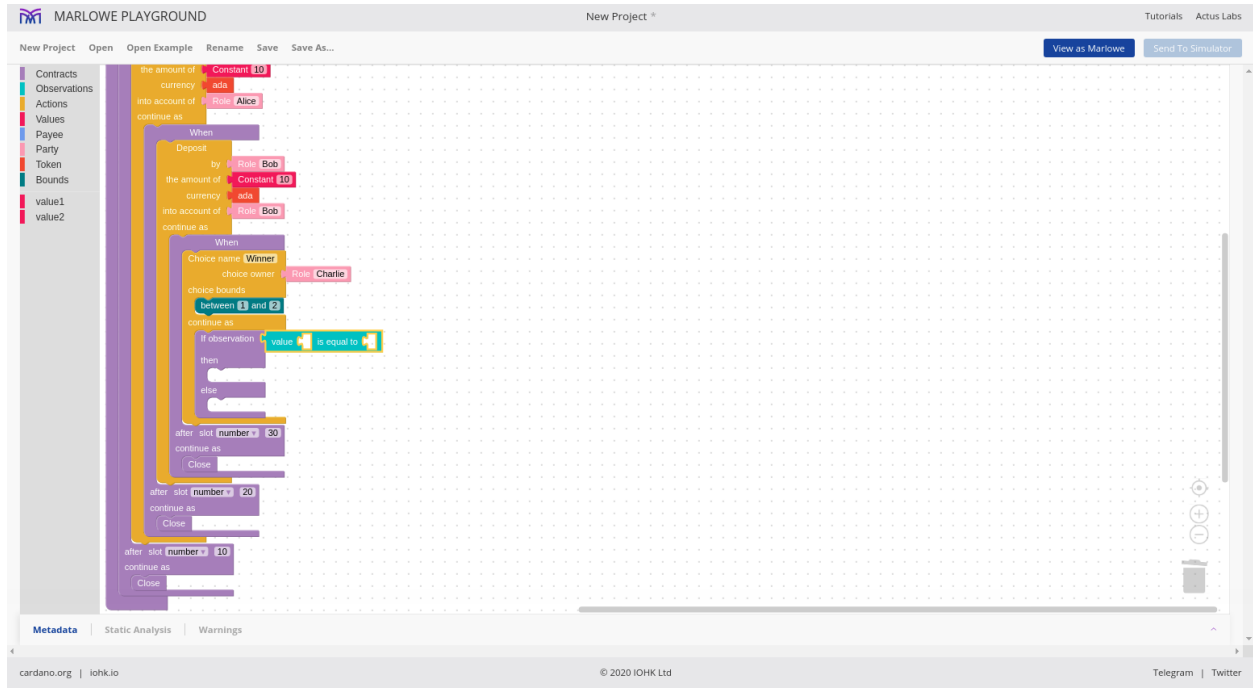 MARLOWE PLAYGROUND
New Project *
Tutorials Actus Labs
New Project Open Open Example Rename Save Save As...
View as Marlowe Send To Simulator
Contracts
Observations
Actions
Values
Payee
Party
Token
Bounds
value1
value2
the amount of Constant 10
currency ada
into account of Role Alice
continue as
When
Deposit
by Role Bob
the amount of Constant 10
currency ada
into account of Role Bob
continue as
When
Choice name Winner
choice owner Role Charlie
choice bounds
between 1 and 2
continue as
If observation value is equal to
then
else
after slot number 30
continue as
Close
after slot number 20
continue as
Close
after slot number 10
continue as
Close
Metadata Static Analysis Warnings
cardano.org | iohk.io
© 2020 IOHK Ltd
Telegram | Twitter